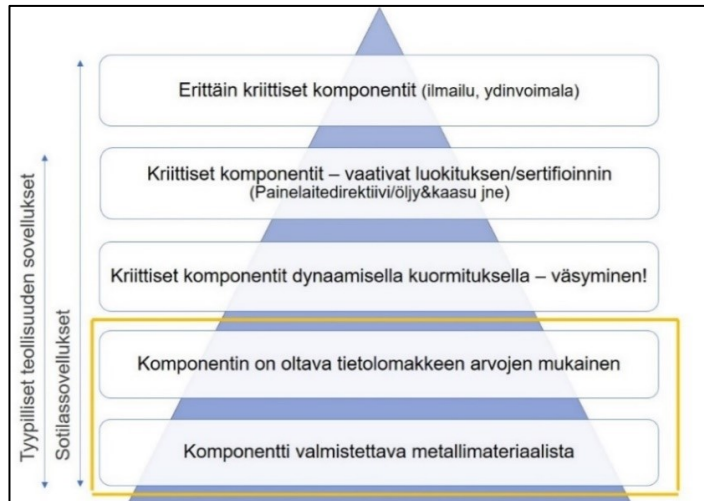 Erittäin kriittiset komponentit (ilmailu, ydinvoimala)
Kriittiset komponentit – vaativat luokituksen/sertifioinnin
(Painelaitedirektiivi/öljy&kaasu jne)
Kriittiset komponentit dynaamisella kuormituksella – väsyminen!
Komponentin on oltava tietolomakkeen arvojen mukainen
Komponentti valmistettava metallimateriaalista
Tyypilliset teollisuuden sovellukset
Sotilassovellukset